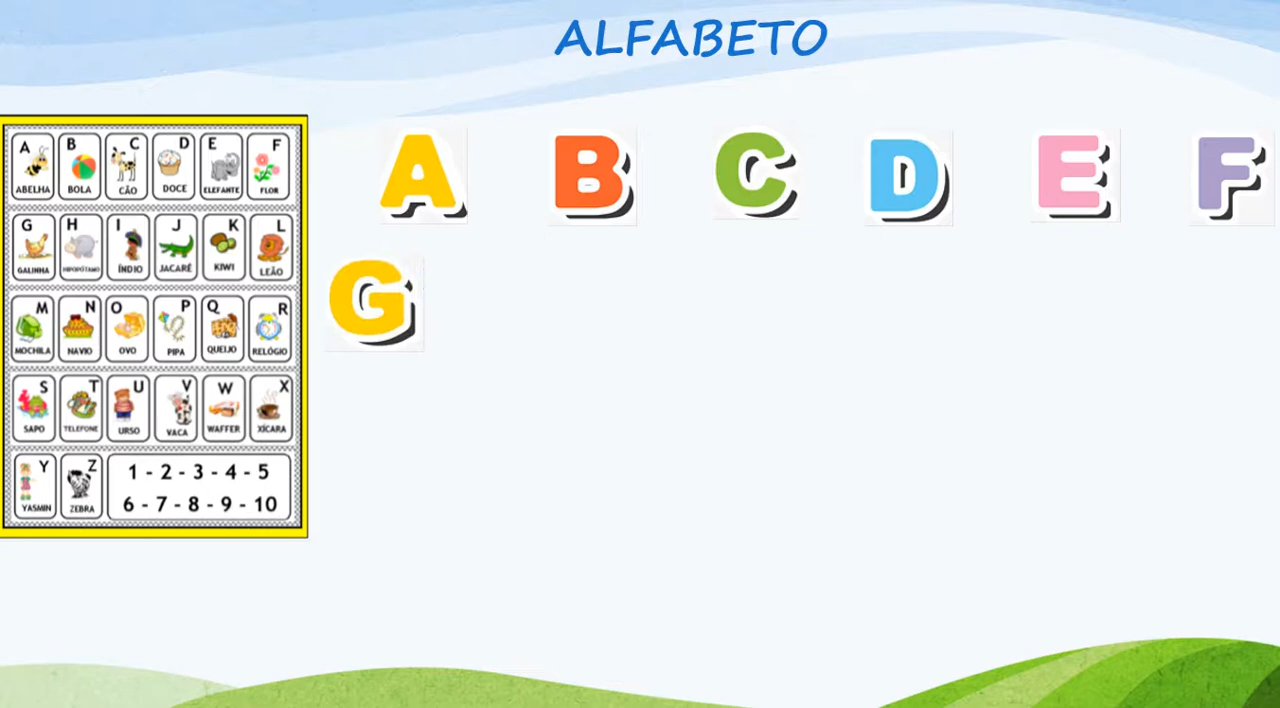 ALFABETO
A B C D E F
ABELHA BOLA CÃO DOCE ELEFANTE FLOR
G H I J K L
GALINHA HIPOPÓTAMO ÍNDIO JACARÉ KIWI LEÃO
M N O P Q R
MOCHILA NAVIO OVO PIPA QUEIJO RELÓGIO
S T U V W X
SAPO TELEFONE URSO VACA WAFFER XÍCARA
Y Z
YASMIN ZEBRA
1 - 2 - 3 - 4 - 5
6 - 7 - 8 - 9 - 10
A B C D E F
G